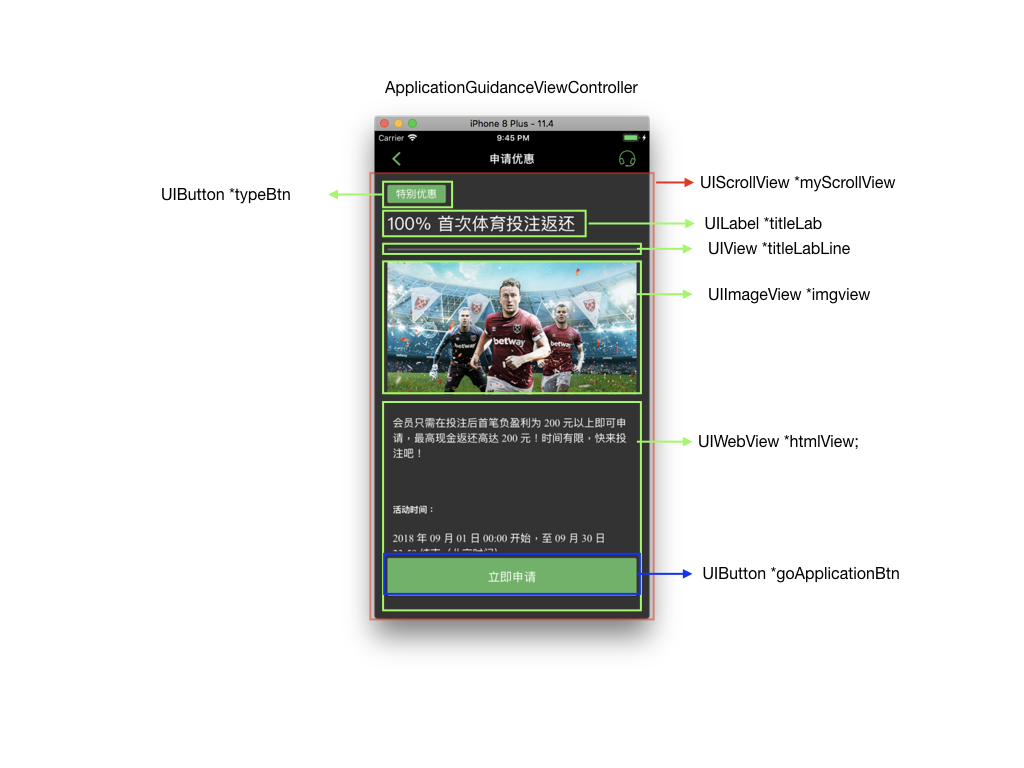 ApplicationGuidanceViewController
iPhone 8 Plus - 11.4
Carrier
9:45 PM
申请优惠
UIScrollView *myScrollView
UIButton *typeBtn
特别优惠
100% 首次体育投注返还
UILabel *titleLab
UIView *titleLabLine
UIImageView *imgview
betway
betway
betway
会员只需在投注后首笔负盈利为 200 元以上即可申
请，最高现金返还高达 200 元！时间有限，快来投
注吧！
UIWebView *htmlView;
活动时间：
2018 年 09 月 01 日 00:00 开始，至 09 月 30 日
立即申请
UIButton *goApplicationBtn